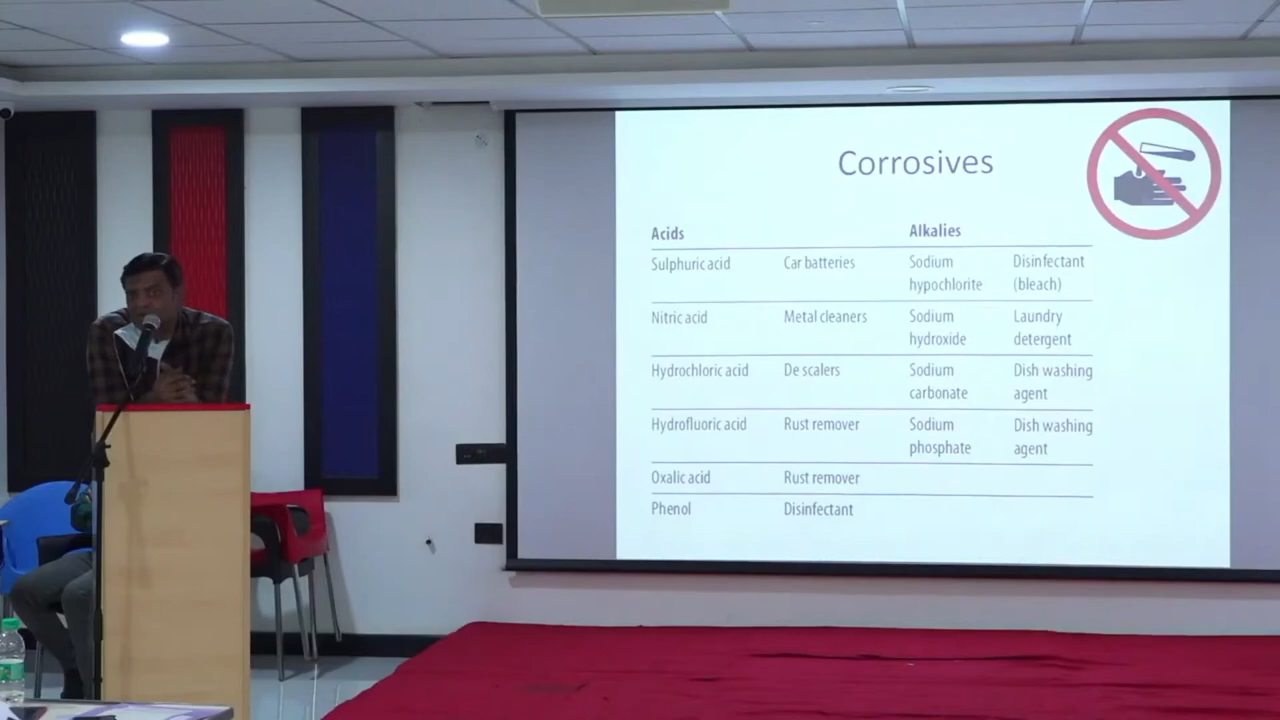 Corrosives
Acids Alkalies
Sulphuric acid Car batteries Sodium hypochlorite Disinfectant (bleach)
Nitric acid Metal cleaners Sodium hydroxide Laundry detergent
Hydrochloric acid De scalers Sodium carbonate Dish washing agent
Hydrofluoric acid Rust remover Sodium phosphate Dish washing agent
Oxalic acid Rust remover
Phenol Disinfectant